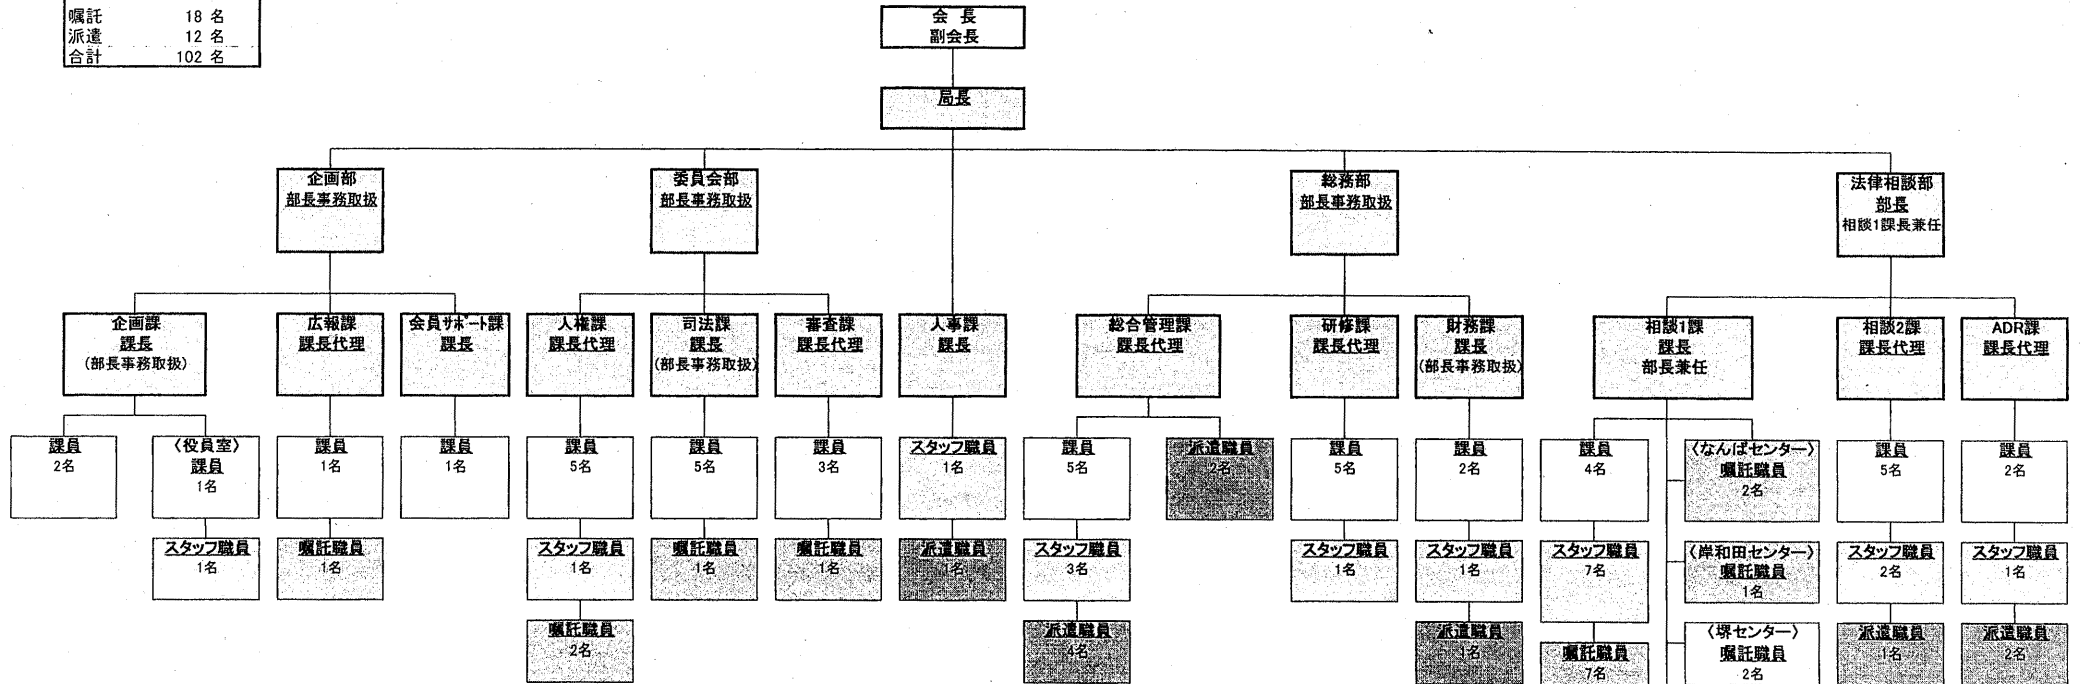 嘱託 18 名
派遣 12 名
合計 102 名
会 長
副会長
局長
企画部
部長事務取扱
委員会部
部長事務取扱
総務部
部長事務取扱
法律相談部
部長
相談1課長兼任
企画課
課長
(部長事務取扱)
広報課
課長代理
会員サポート課
課長
人権課
課長代理
司法課
課長
(部長事務取扱)
審査課
課長代理
人事課
課長
総合管理課
課長代理
研修課
課長代理
財務課
課長
(部長事務取扱)
相談1課
課長
部長兼任
相談2課
課長代理
ADR課
課長代理
課員
2名
〈役員室〉
課員
1名
課員
1名
課員
1名
課員
5名
課員
5名
課員
3名
スタッフ職員
1名
課員
5名
派遣職員
2名
課員
5名
課員
2名
課員
4名
〈なんばセンター〉
嘱託職員
2名
課員
5名
課員
2名
スタッフ職員
1名
嘱託職員
1名
スタッフ職員
1名
嘱託職員
1名
嘱託職員
1名
派遣職員
1名
スタッフ職員
3名
スタッフ職員
1名
スタッフ職員
1名
スタッフ職員
7名
〈岸和田センター〉
嘱託職員
1名
スタッフ職員
2名
スタッフ職員
1名
嘱託職員
2名
派遣職員
4名
派遣職員
1名
嘱託職員
7名
〈堺センター〉
嘱託職員
2名
派遣職員
1名
派遣職員
2名